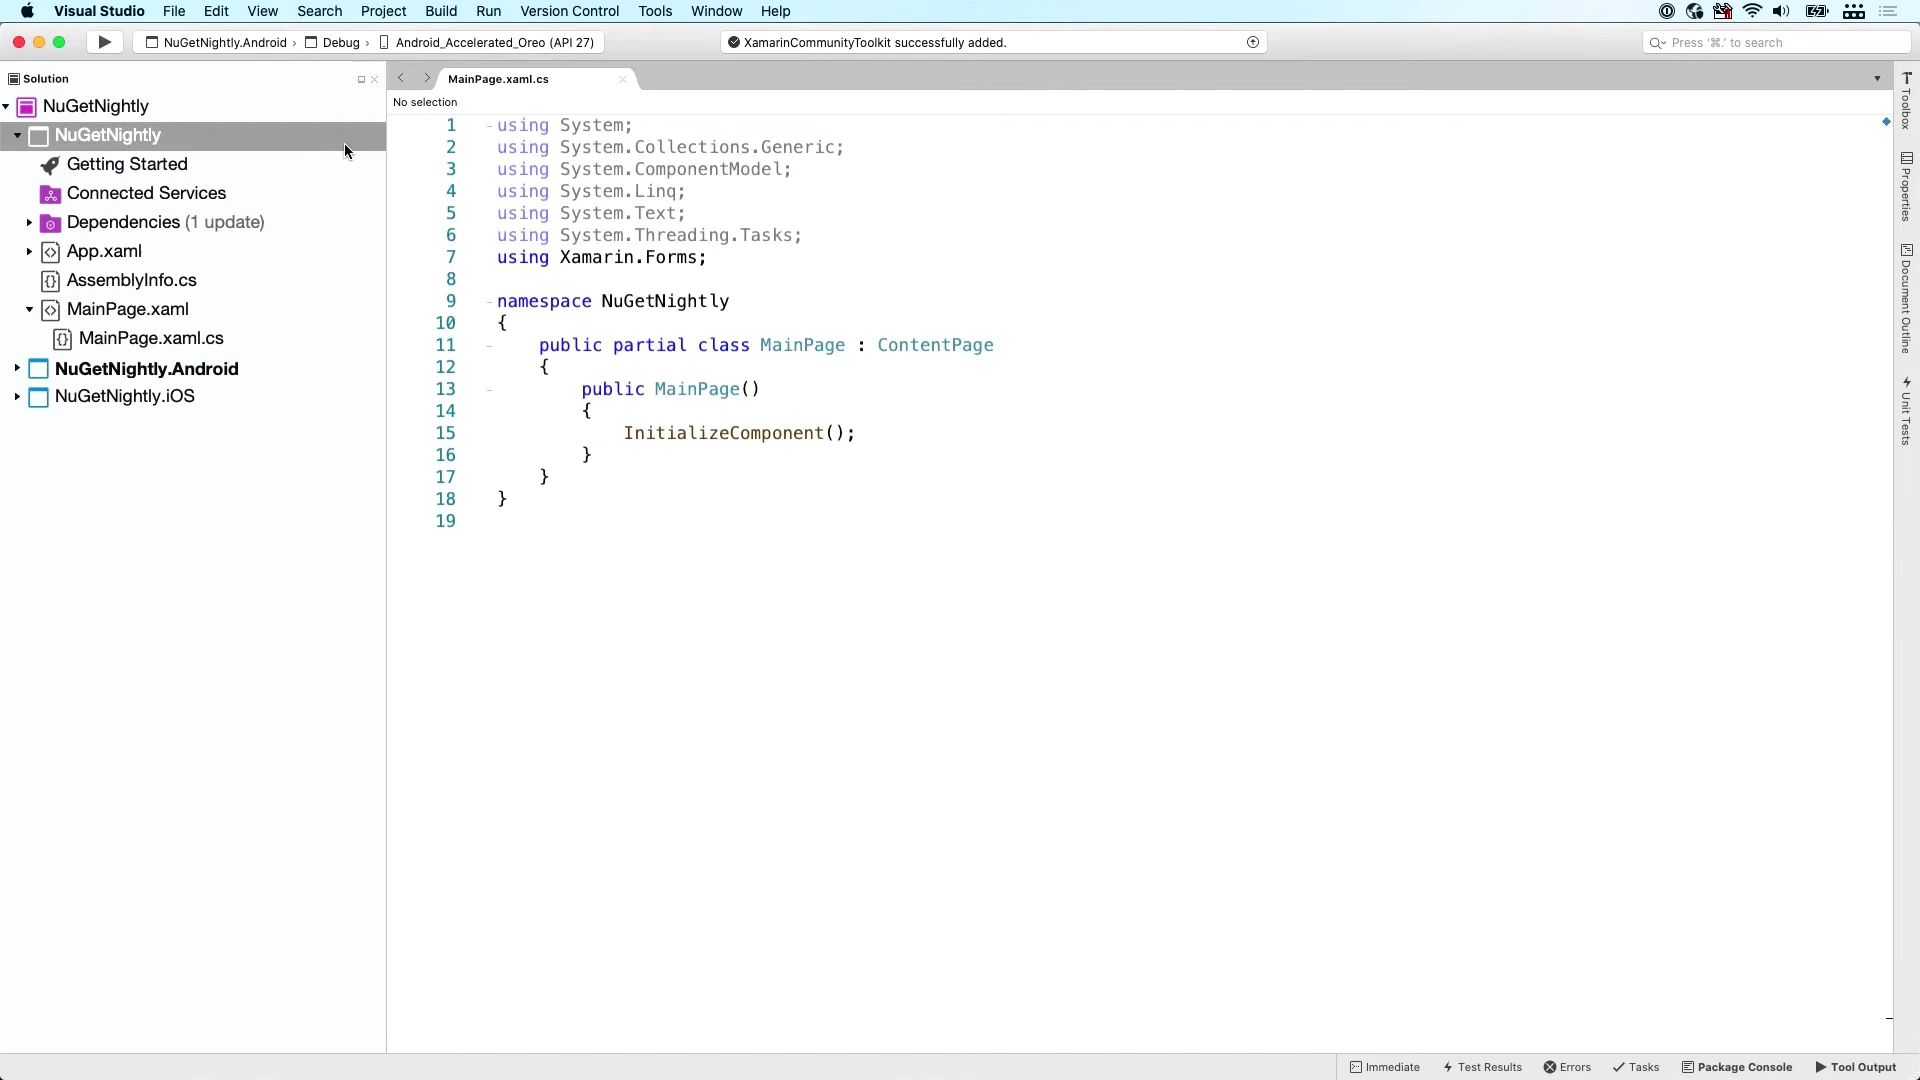 Visual Studio File Edit View Search Project Build Run Version Control Tools Window Help
NuGetNightly.Android › Debug › Android_Accelerated_Oreo (API 27)
XamarinCommunityToolkit successfully added.
Press '⌘.' to search
Solution
NuGetNightly
NuGetNightly
Getting Started
Connected Services
Dependencies (1 update)
App.xaml
AssemblyInfo.cs
MainPage.xaml
MainPage.xaml.cs
NuGetNightly.Android
NuGetNightly.iOS
MainPage.xaml.cs
No selection
1 using System;
2 using System.Collections.Generic;
3 using System.ComponentModel;
4 using System.Linq;
5 using System.Text;
6 using System.Threading.Tasks;
7 using Xamarin.Forms;
8
9 namespace NuGetNightly
10 {
11 public partial class MainPage : ContentPage
12 {
13 public MainPage()
14 {
15 InitializeComponent();
16 }
17 }
18 }
19
Toolbox
Properties
Document Outline
Unit Tests
Immediate Test Results Errors Tasks Package Console Tool Output